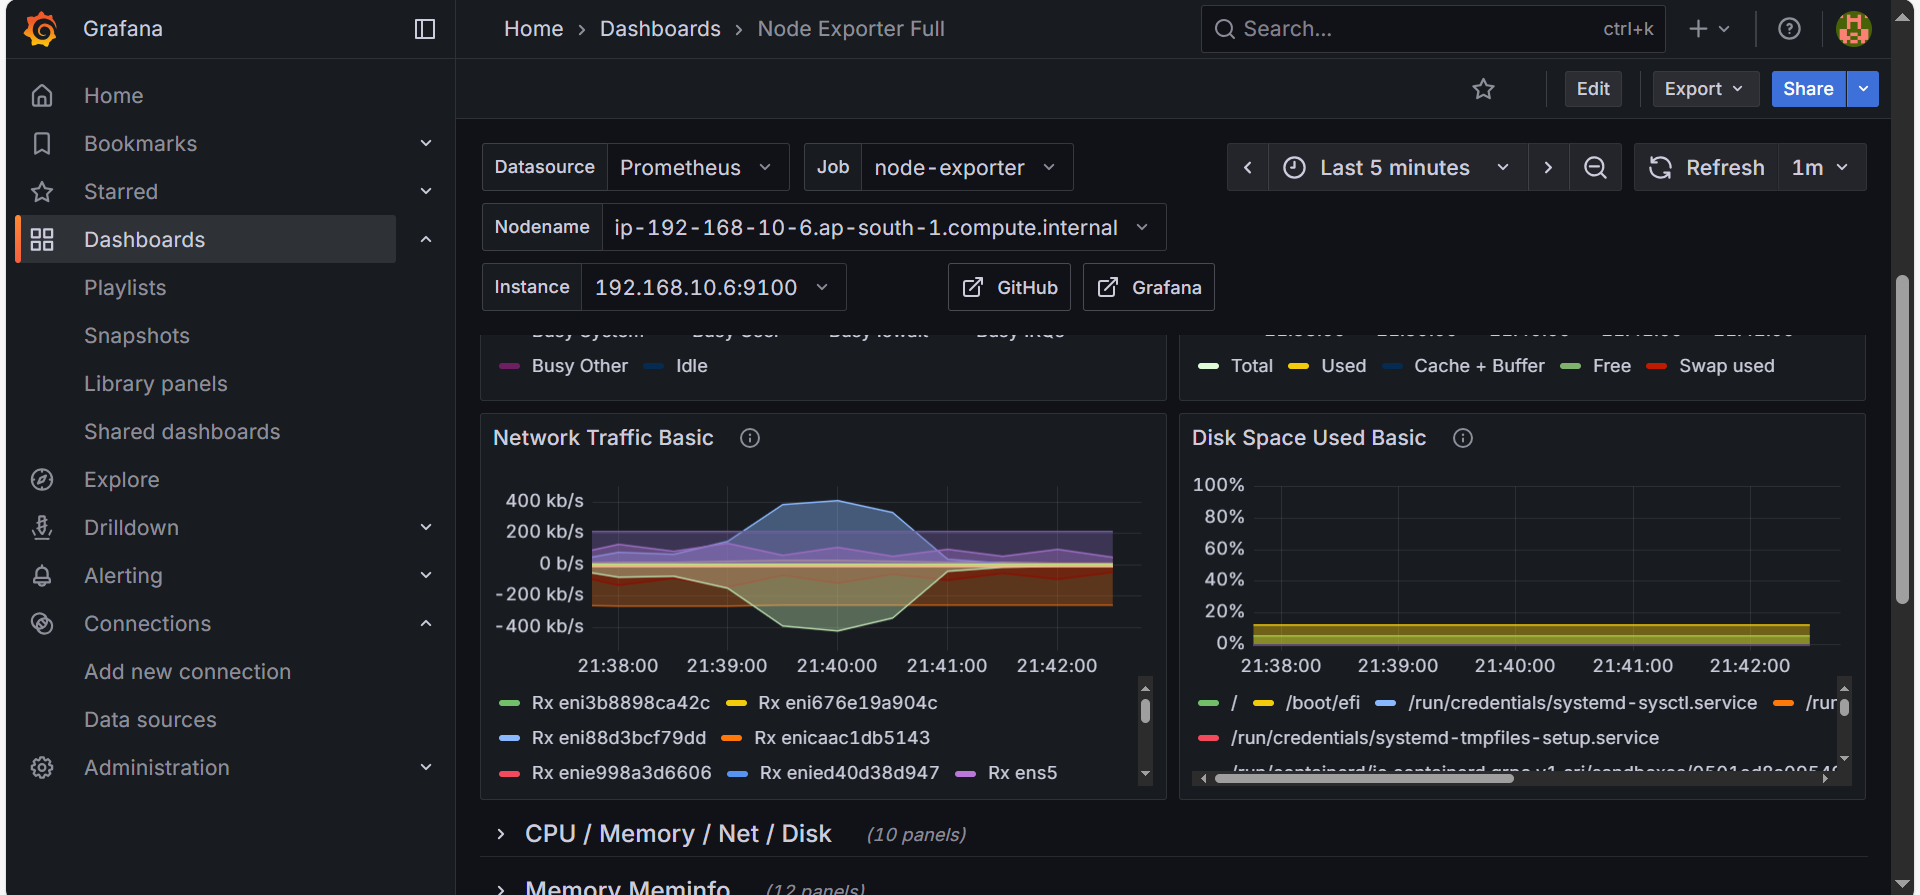 Grafana
Home › Dashboards › Node Exporter Full
Search... ctrl+k
Edit Export Share
Home
Bookmarks
Starred
Dashboards
Playlists
Snapshots
Library panels
Shared dashboards
Explore
Drilldown
Alerting
Connections
Add new connection
Data sources
Administration
Datasource Prometheus Job node-exporter Last 5 minutes Refresh 1m
Nodename ip-192-168-10-6.ap-south-1.compute.internal
Instance 192.168.10.6:9100 GitHub Grafana
Busy System Busy User Busy Iowait Busy IRQs
Busy Other Idle
Total Used Cache + Buffer Free Swap used
Network Traffic Basic
400 kb/s
200 kb/s
0 b/s
-200 kb/s
-400 kb/s
21:38:00 21:39:00 21:40:00 21:41:00 21:42:00
Rx eni3b8898ca42c Rx eni676e19a904c
Rx eni88d3bcf79dd Rx enicaac1db5143
Rx enie998a3d6606 Rx enied40d38d947 Rx ens5
Disk Space Used Basic
100%
80%
60%
40%
20%
0%
21:38:00 21:39:00 21:40:00 21:41:00 21:42:00
/ /boot/efi /run/credentials/systemd-sysctl.service /run
/run/credentials/systemd-tmpfiles-setup.service
CPU / Memory / Net / Disk (10 panels)
Memory Meminfo (12 panels)